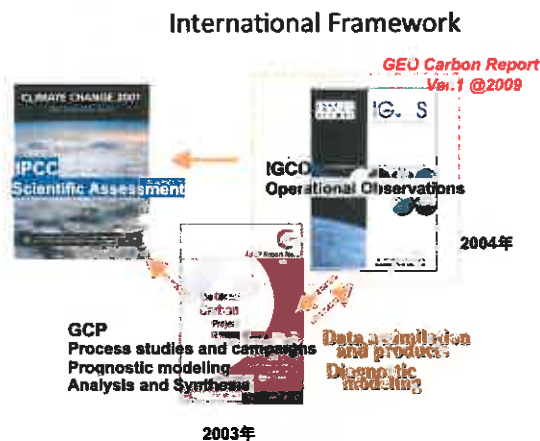 International Framework
GEO Carbon Report
Ver.1 @2009
CLIMATE CHANGE 2001
IPCC
Scientific Assessment
IGCO
Operational Observations
2004年
GCP
Process studies and campaigns
Prognostic modeling
Analysis and Synthesis
Data assimilation
and products
Diagnostic
modeling
2003年